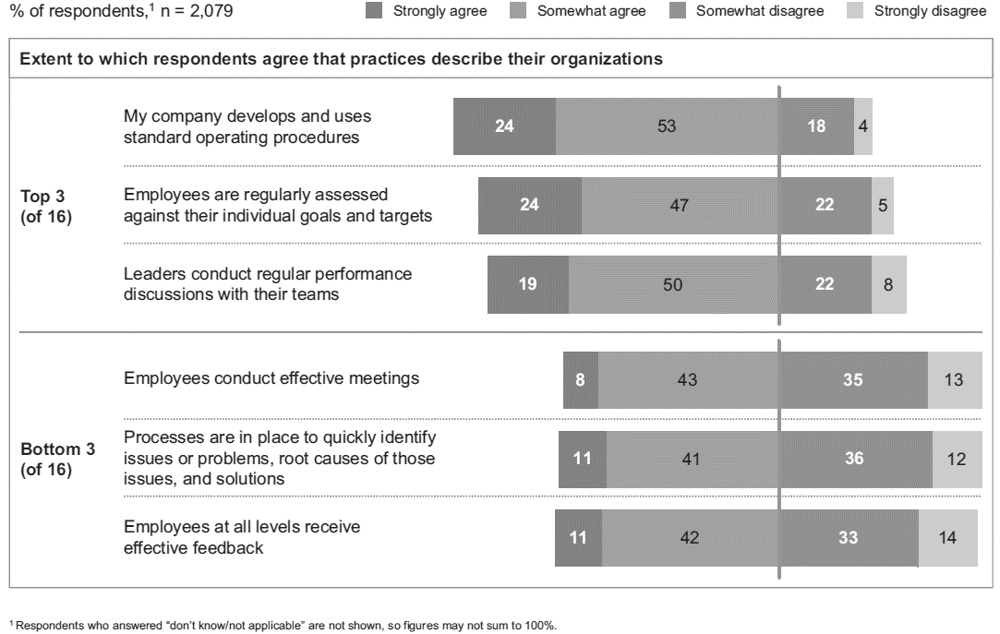 % of respondents,¹ n = 2,079
Strongly agree Somewhat agree Somewhat disagree Strongly disagree
Extent to which respondents agree that practices describe their organizations
Top 3
(of 16)
My company develops and uses
standard operating procedures
24 53 18 4
Employees are regularly assessed
against their individual goals and targets
24 47 22 5
Leaders conduct regular performance
discussions with their teams
19 50 22 8
Bottom 3
(of 16)
Employees conduct effective meetings
8 43 35 13
Processes are in place to quickly identify
issues or problems, root causes of those
issues, and solutions
11 41 36 12
Employees at all levels receive
effective feedback
11 42 33 14
¹ Respondents who answered “don’t know/not applicable” are not shown, so figures may not sum to 100%.